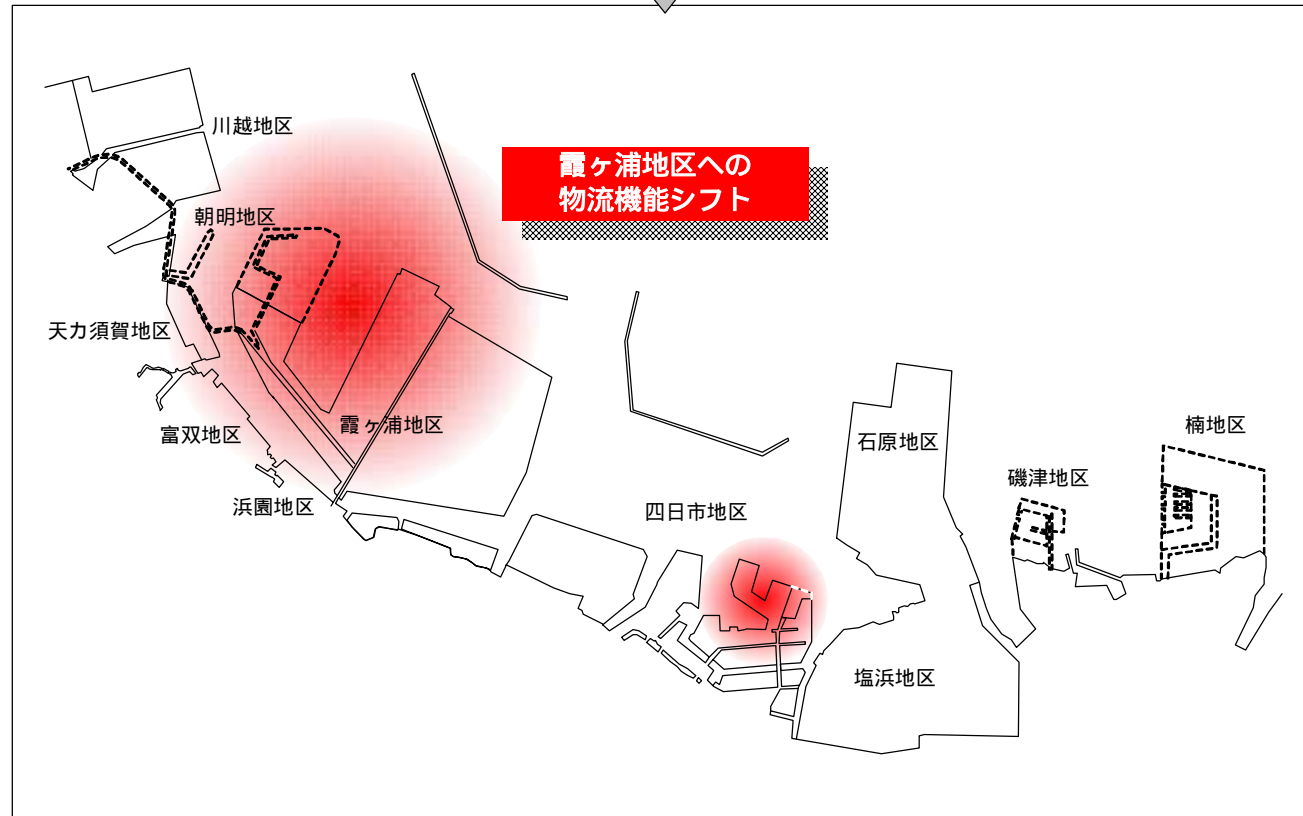 川越地区
霞ヶ浦地区への
物流機能シフト
朝明地区
天カ須賀地区
富双地区
霞ヶ浦地区
浜園地区
四日市地区
石原地区
楠地区
磯津地区
塩浜地区